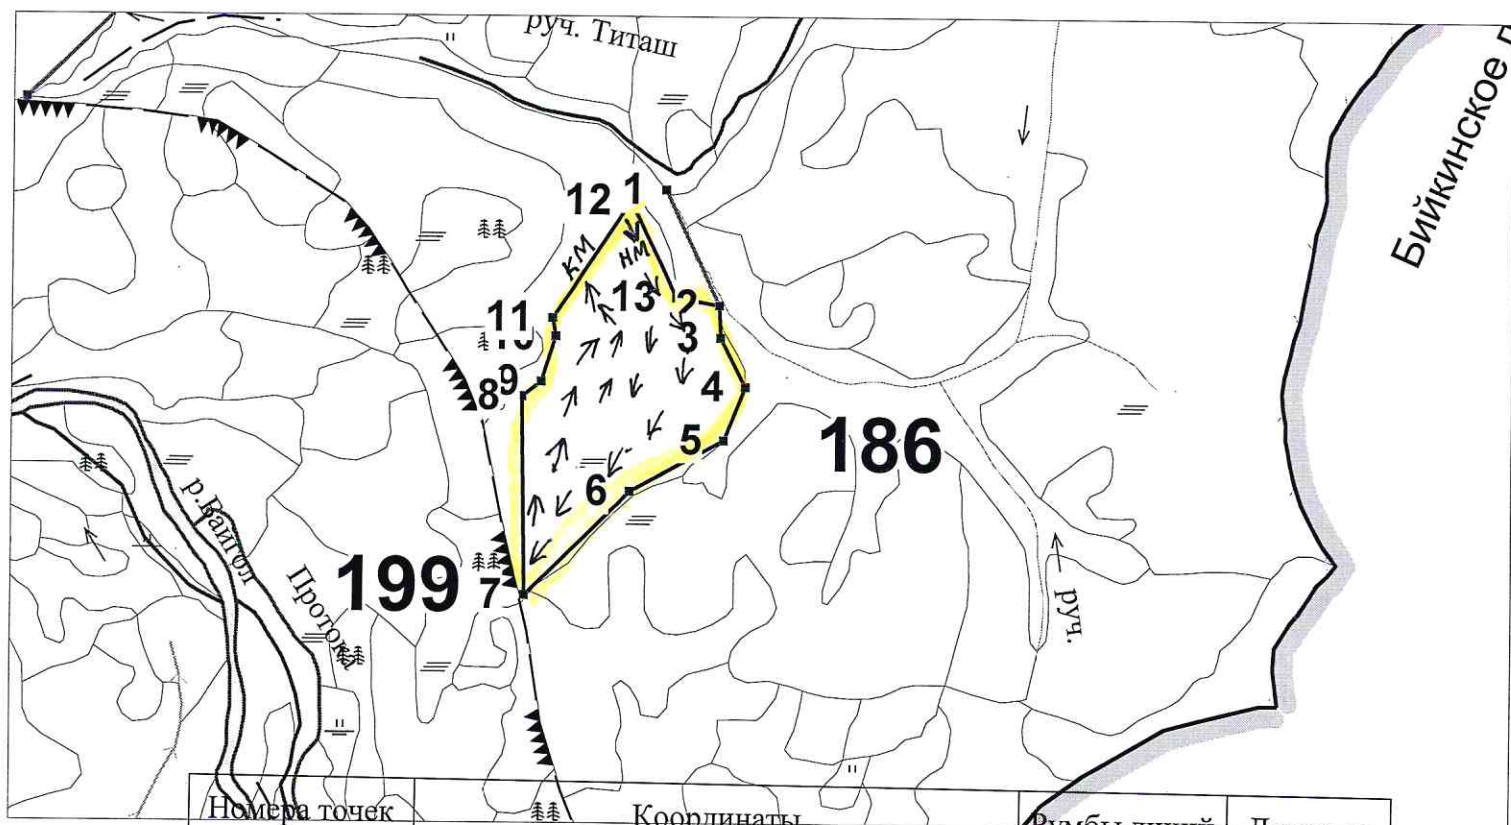 руч. Титаш
Бийкинское
12
1
КМ
НМ
13
2
11
3
9
8
4
186
5
6
р.Байгол
199
7
Протока
руч.
Номера точек
Координаты
Румбы линий